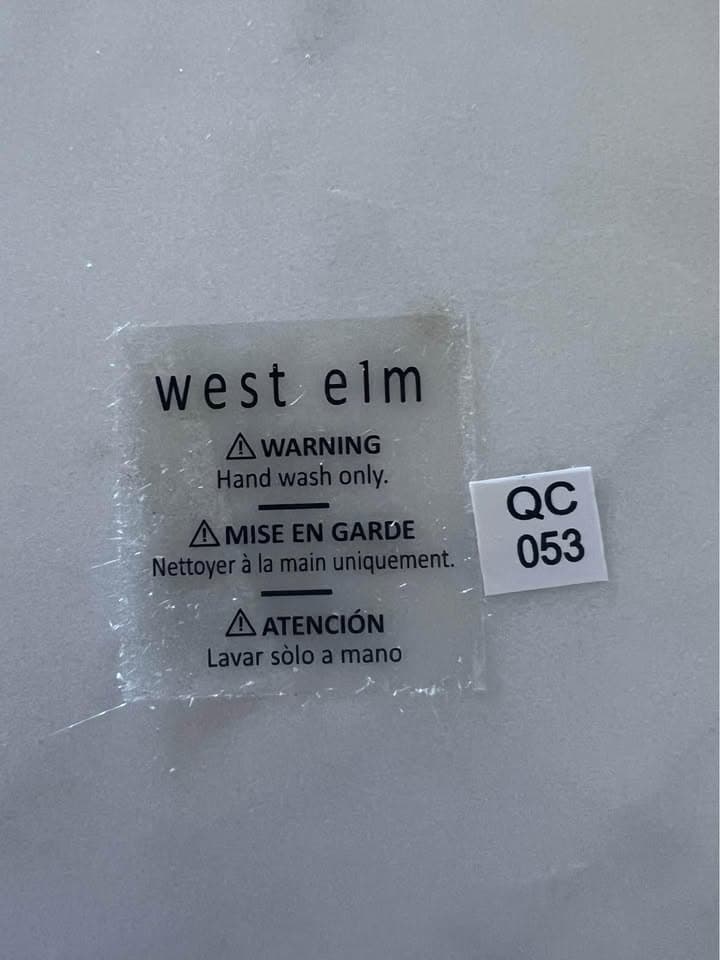 west elm
⚠ WARNING
Hand wash only.
⚠ MISE EN GARDE
Nettoyer à la main uniquement.
⚠ ATENCIÓN
Lavar sòlo a mano
QC
053